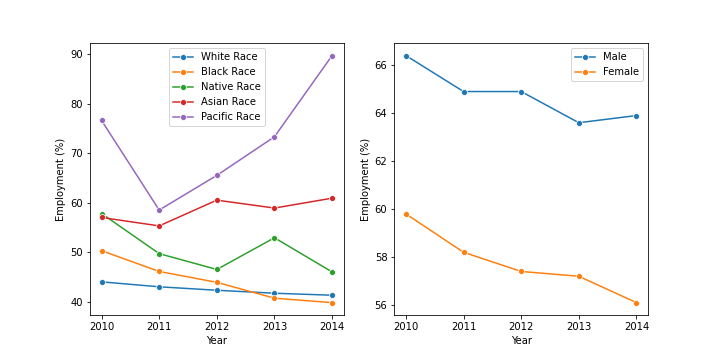 90
80
70
60
50
40
Employment (%)
2010 2011 2012 2013 2014
Year
White Race
Black Race
Native Race
Asian Race
Pacific Race
66
64
62
60
58
56
Employment (%)
2010 2011 2012 2013 2014
Year
Male
Female